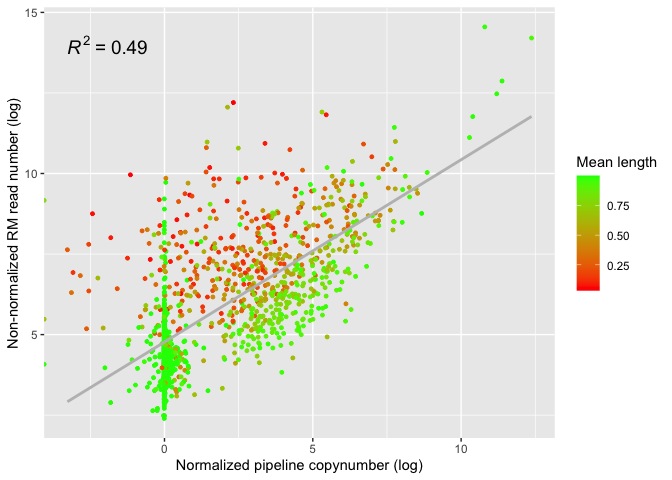 R² = 0.49
15
10
5
0
5
10
Non-normalized RM read number (log)
Normalized pipeline copynumber (log)
Mean length
0.75
0.50
0.25